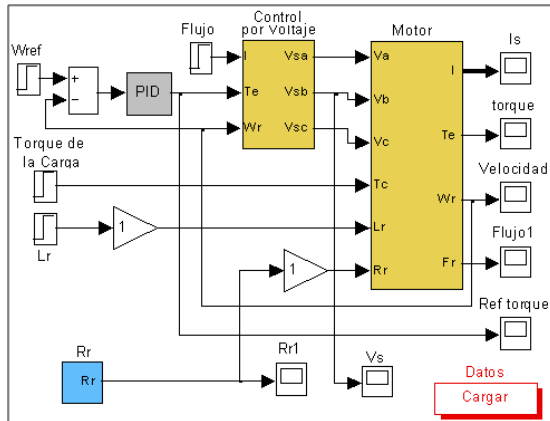 Control
por Voltaje
Motor
Flujo
Wref
Is
I
Vsa
Va
I
+
−
PID
Te
Vsb
Vb
torque
Te
Wr
Vsc
Vc
Torque de
la Carga
Velocidad
Tc
Wr
Lr
1
Lr
Flujo1
1
Rr
Fr
Ref torque
Rr
Rr1
Vs
Rr
Datos
Cargar